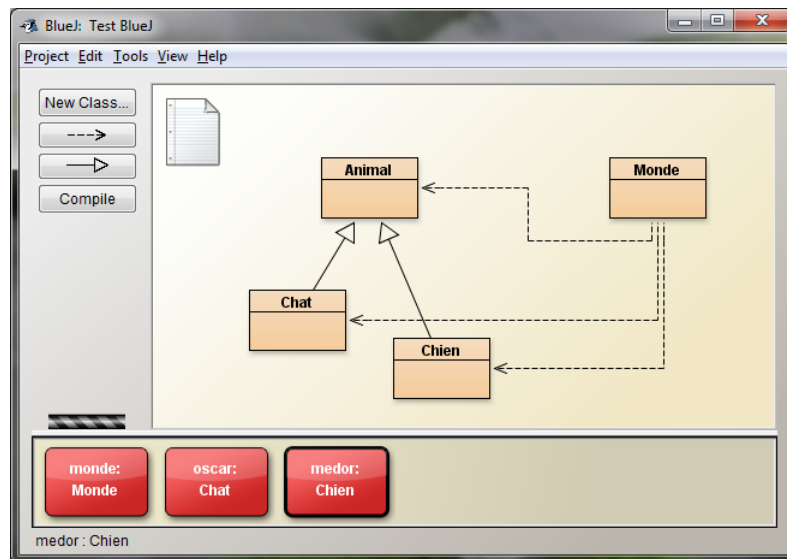 BlueJ: Test BlueJ
Project Edit Tools View Help
New Class...
Compile
Animal
Monde
Chat
Chien
monde:
Monde
oscar:
Chat
medor:
Chien
medor : Chien